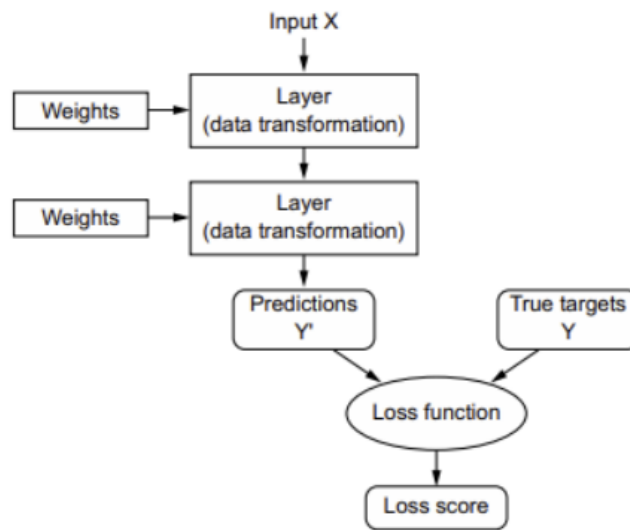 Input X
Weights
Layer
(data transformation)
Weights
Layer
(data transformation)
Predictions
Y'
True targets
Y
Loss function
Loss score